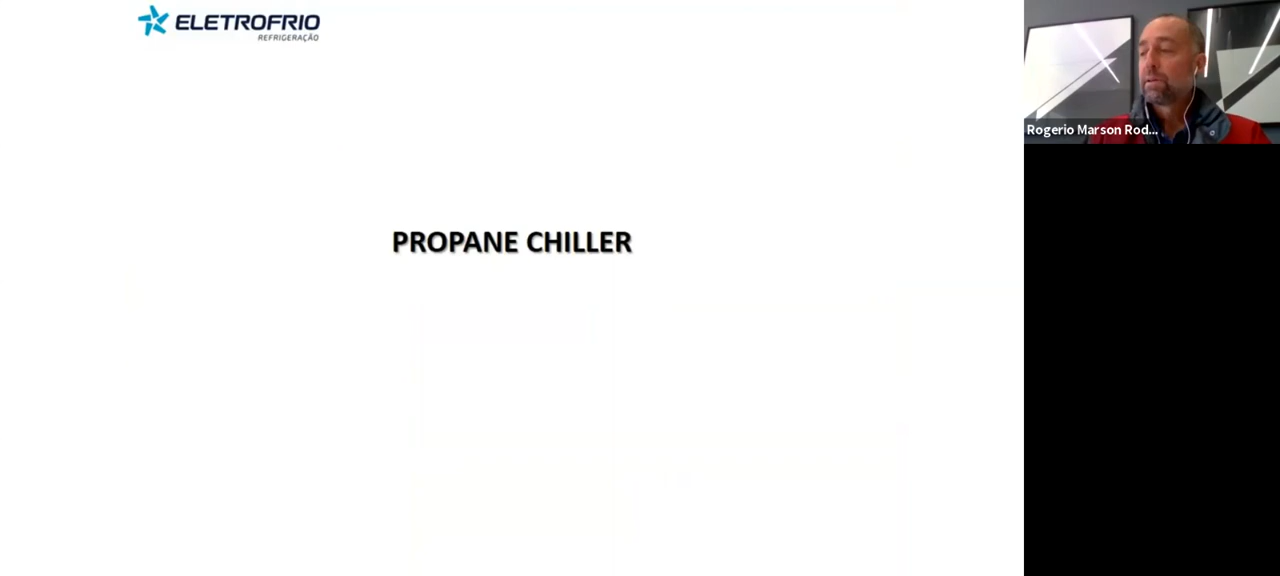 ELETROFRIO
REFRIGERAÇÃO
PROPANE CHILLER
Rogerio Marson Rod...